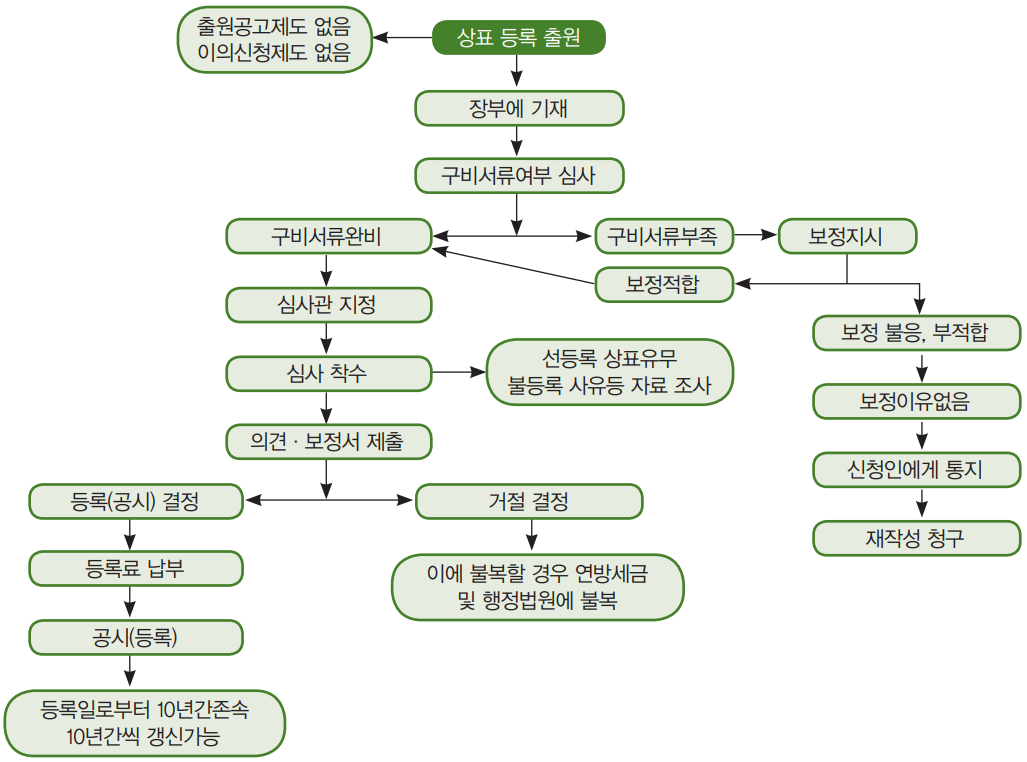 출원공고제도 없음
이의신청제도 없음
상표 등록 출원
장부에 기재
구비서류여부 심사
구비서류완비
구비서류부족
보정지시
보정적합
심사관 지정
보정 불응, 부적합
심사 착수
선등록 상표유무
불등록 사유등 자료 조사
보정이유없음
의견 · 보정서 제출
신청인에게 통지
등록(공시) 결정
거절 결정
재작성 청구
등록료 납부
이에 불복할 경우 연방세금
및 행정법원에 불복
공시(등록)
등록일로부터 10년간존속
10년간씩 갱신가능